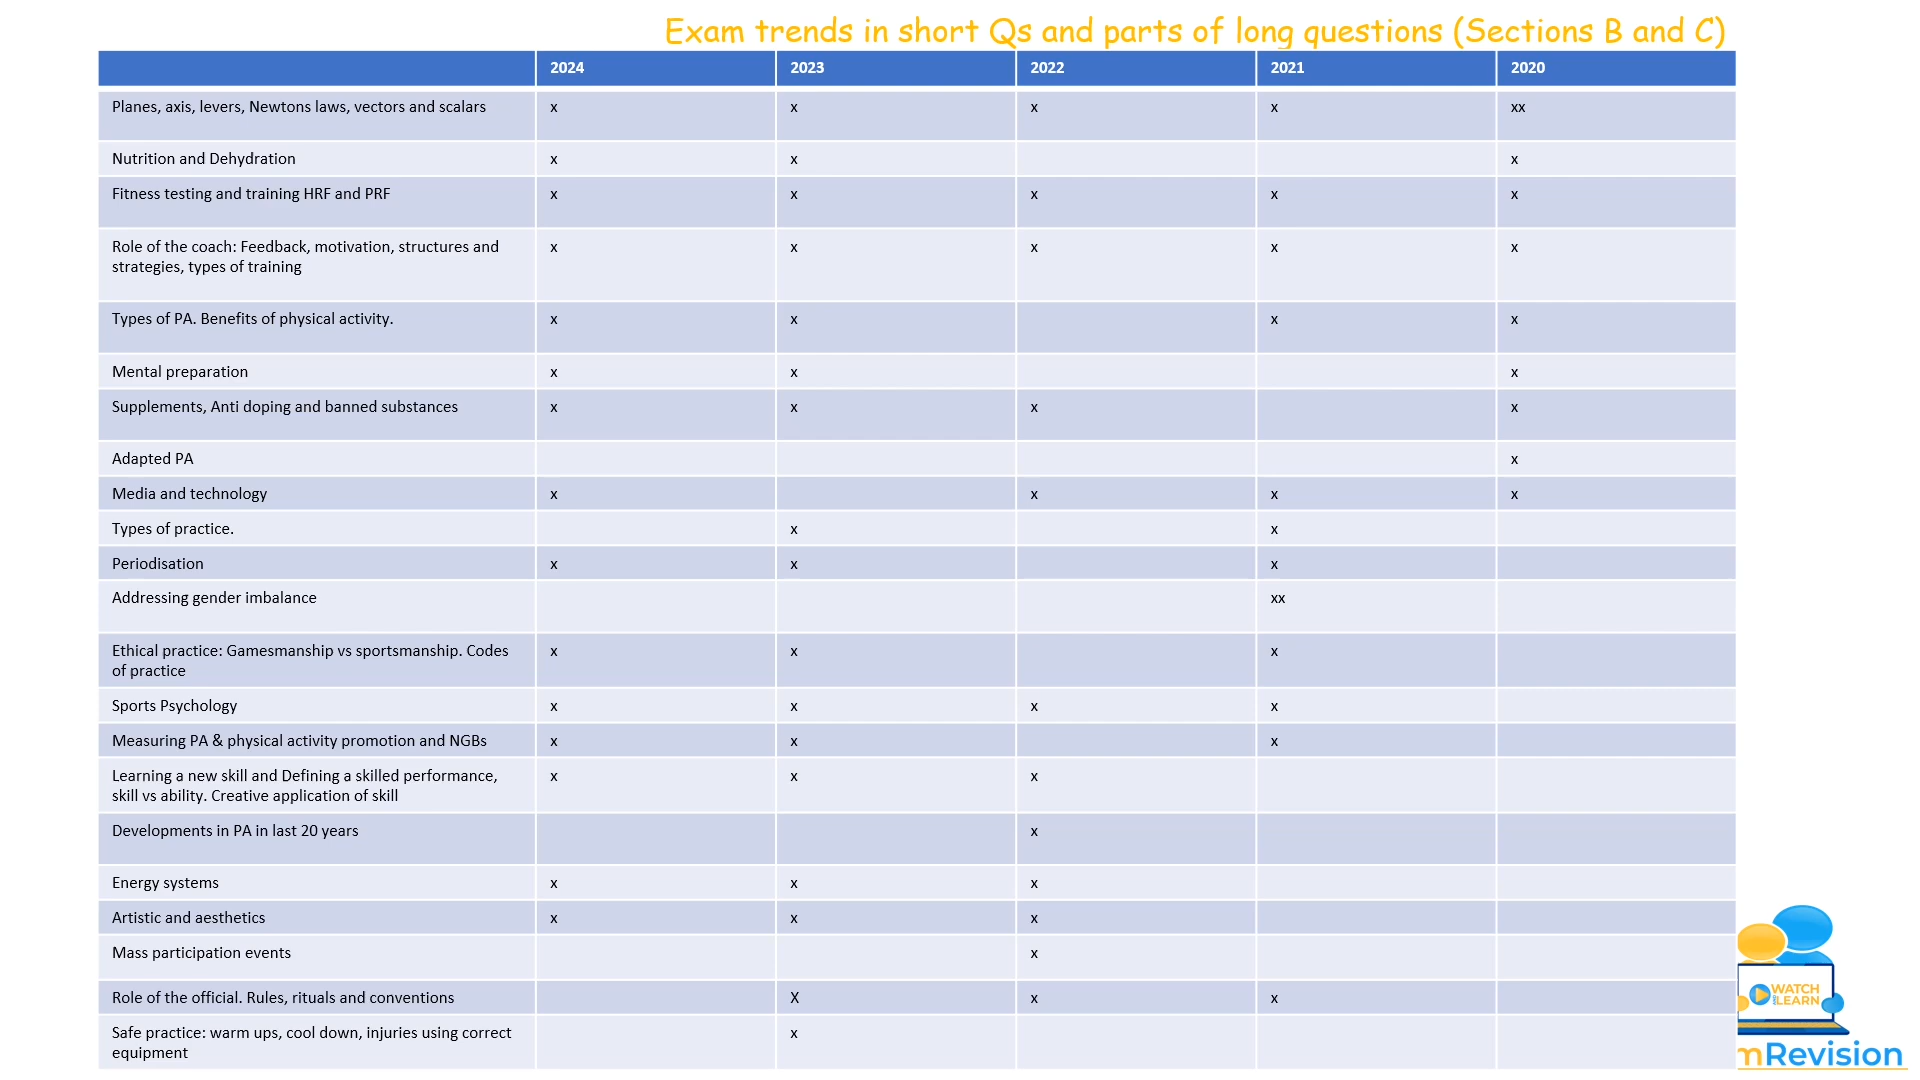 Exam trends in short Qs and parts of long questions (Sections B and C)
2024 2023 2022 2021 2020
Planes, axis, levers, Newtons laws, vectors and scalars x x x x xx
Nutrition and Dehydration x x x
Fitness testing and training HRF and PRF x x x x x
Role of the coach: Feedback, motivation, structures and x x x x x
strategies, types of training
Types of PA. Benefits of physical activity. x x x x
Mental preparation x x x
Supplements, Anti doping and banned substances x x x x
Adapted PA x
Media and technology x x x x
Types of practice. x x
Periodisation x x x
Addressing gender imbalance xx
Ethical practice: Gamesmanship vs sportsmanship. Codes x x x
of practice
Sports Psychology x x x x
Measuring PA & physical activity promotion and NGBs x x x
Learning a new skill and Defining a skilled performance, x x x
skill vs ability. Creative application of skill
Developments in PA in last 20 years x
Energy systems x x x
Artistic and aesthetics x x x
Mass participation events x
Role of the official. Rules, rituals and conventions X x x
Safe practice: warm ups, cool down, injuries using correct x
equipment
WATCH
LEARN
mRevision